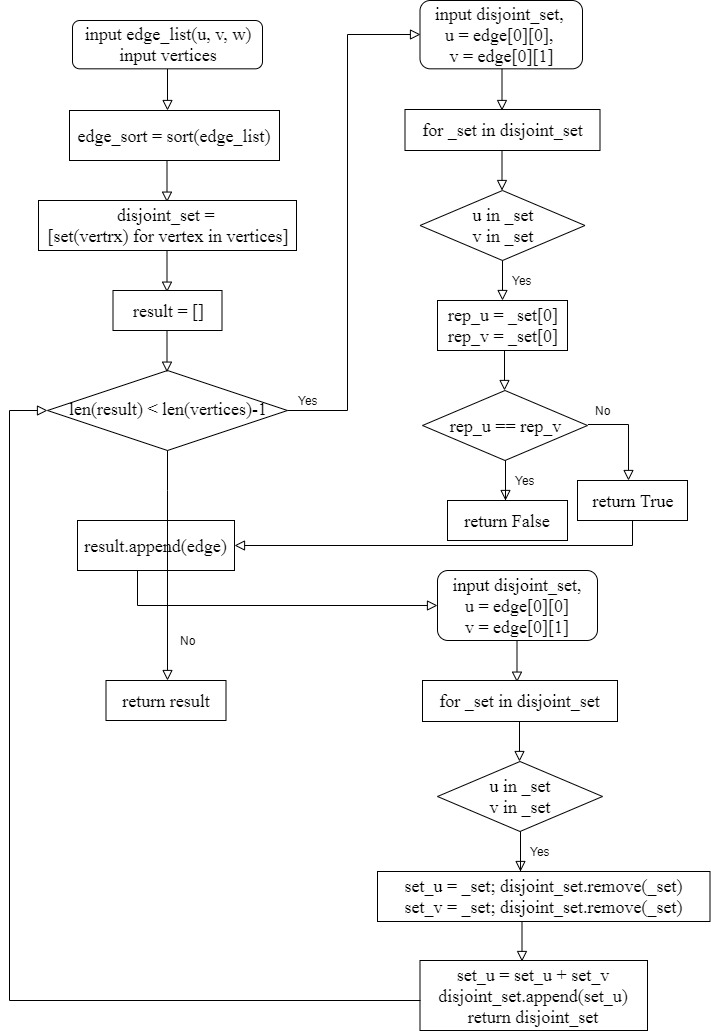 input edge_list(u, v, w)
input vertices
edge_sort = sort(edge_list)
disjoint_set =
[set(vertrx) for vertex in vertices]
result = []
len(result) < len(vertices)-1
Yes
result.append(edge)
No
return result
input disjoint_set,
u = edge[0][0],
v = edge[0][1]
for _set in disjoint_set
u in _set
v in _set
Yes
rep_u = _set[0]
rep_v = _set[0]
rep_u == rep_v
No
Yes
return True
return False
input disjoint_set,
u = edge[0][0]
v = edge[0][1]
for _set in disjoint_set
u in _set
v in _set
Yes
set_u = _set; disjoint_set.remove(_set)
set_v = _set; disjoint_set.remove(_set)
set_u = set_u + set_v
disjoint_set.append(set_u)
return disjoint_set